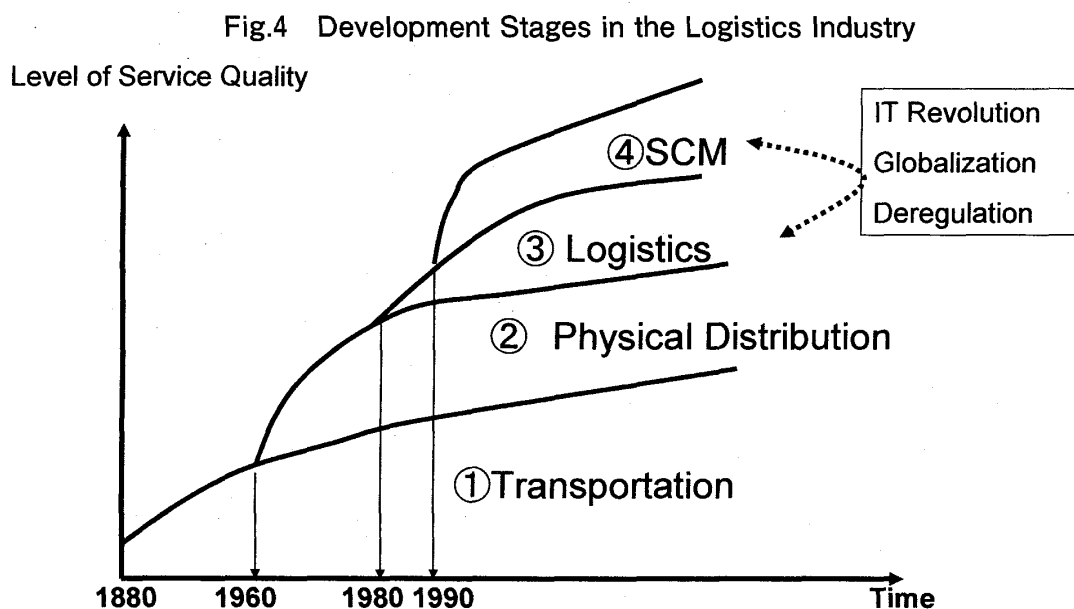 Fig.4 Development Stages in the Logistics Industry
Level of Service Quality
IT Revolution
Globalization
Deregulation
④SCM
③ Logistics
② Physical Distribution
①Transportation
1880 1960 1980 1990 Time